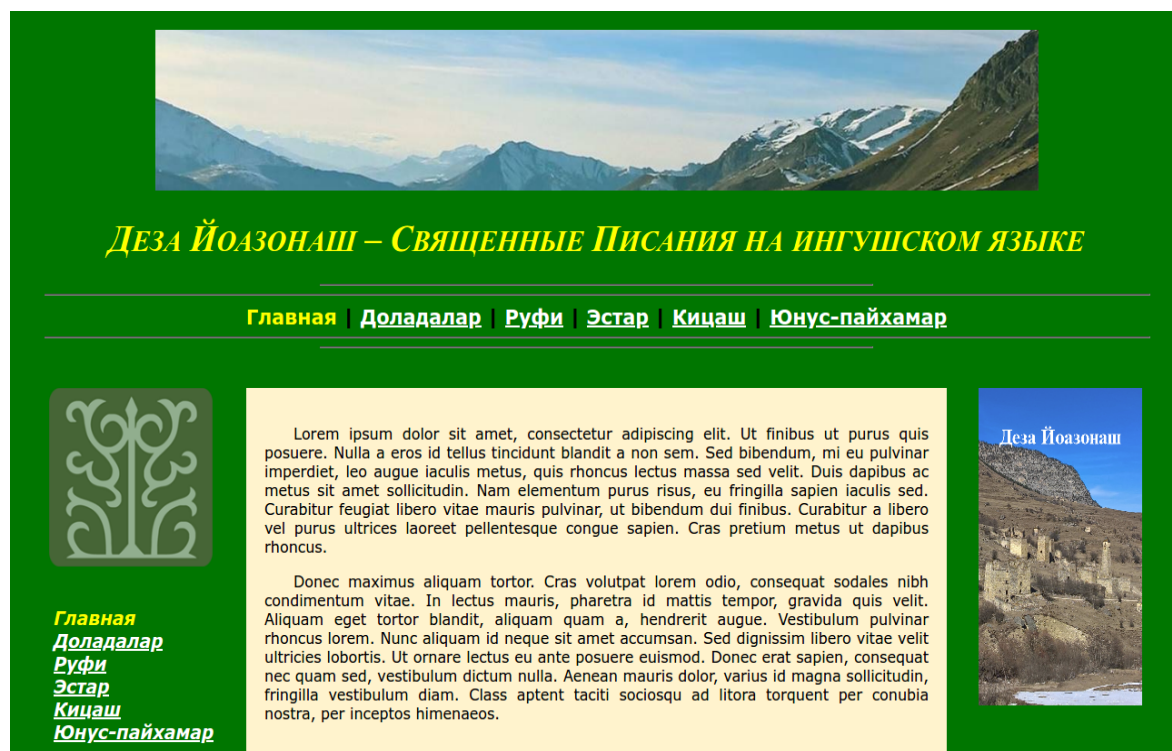 Деза Йоазонаш – Священные Писания на ингушском языке
Главная | Доладалар | Руфи | Эстар | Кицаш | Юнус-пайхамар
Lorem ipsum dolor sit amet, consectetur adipiscing elit. Ut finibus ut purus quis
posuere. Nulla a eros id tellus tincidunt blandit a non sem. Sed bibendum, mi eu pulvinar
imperdiet, leo augue iaculis metus, quis rhoncus lectus massa sed velit. Duis dapibus ac
metus sit amet sollicitudin. Nam elementum purus risus, eu fringilla sapien iaculis sed.
Curabitur feugiat libero vitae mauris pulvinar, ut bibendum dui finibus. Curabitur a libero
vel purus ultrices laoreet pellentesque congue sapien. Cras pretium metus ut dapibus
rhoncus.
Donec maximus aliquam tortor. Cras volutpat lorem odio, consequat sodales nibh
condimentum vitae. In lectus mauris, pharetra id mattis tempor, gravida quis velit.
Aliquam eget tortor blandit, aliquam quam a, hendrerit augue. Vestibulum pulvinar
rhoncus lorem. Nunc aliquam id neque sit amet accumsan. Sed dignissim libero vitae velit
ultricies lobortis. Ut ornare lectus eu ante posuere euismod. Donec erat sapien, consequat
nec quam sed, vestibulum dictum nulla. Aenean mauris dolor, varius id magna sollicitudin,
fringilla vestibulum diam. Class aptent taciti sociosqu ad litora torquent per conubia
nostra, per inceptos himenaeos.
Главная
Доладалар
Руфи
Эстар
Кицаш
Юнус-пайхамар
Деза Йоазонаш